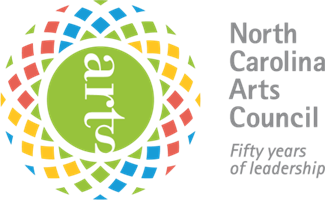 arts
North
Carolina
Arts
Council
Fifty years
of leadership